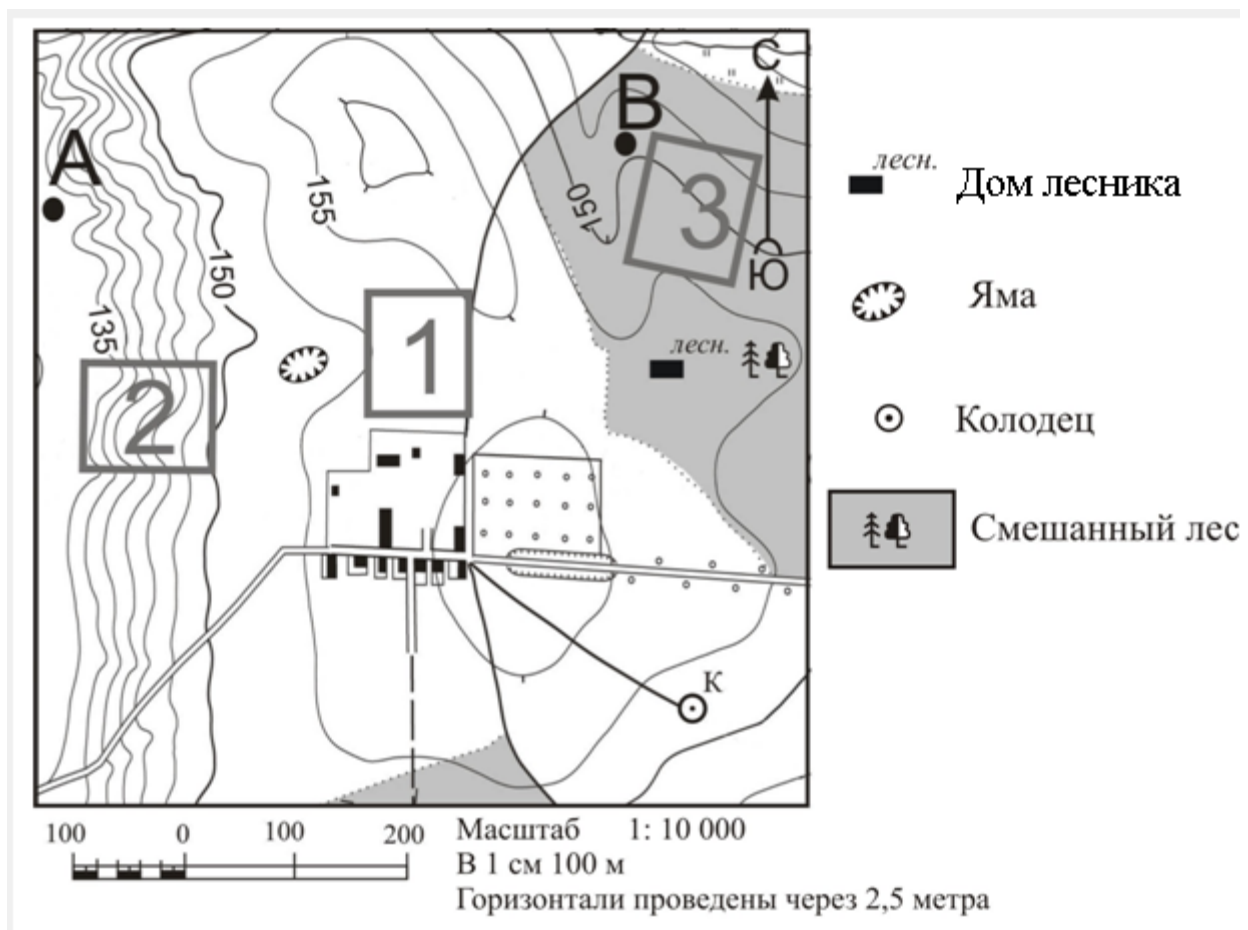 С
В
А
лесн.
Дом лесника
3
155
150
150
Ю
Яма
135
1
лесн.
2
Колодец
Смешанный лес
К
100 0 100 200
Масштаб 1: 10 000
В 1 см 100 м
Горизонтали проведены через 2,5 метра